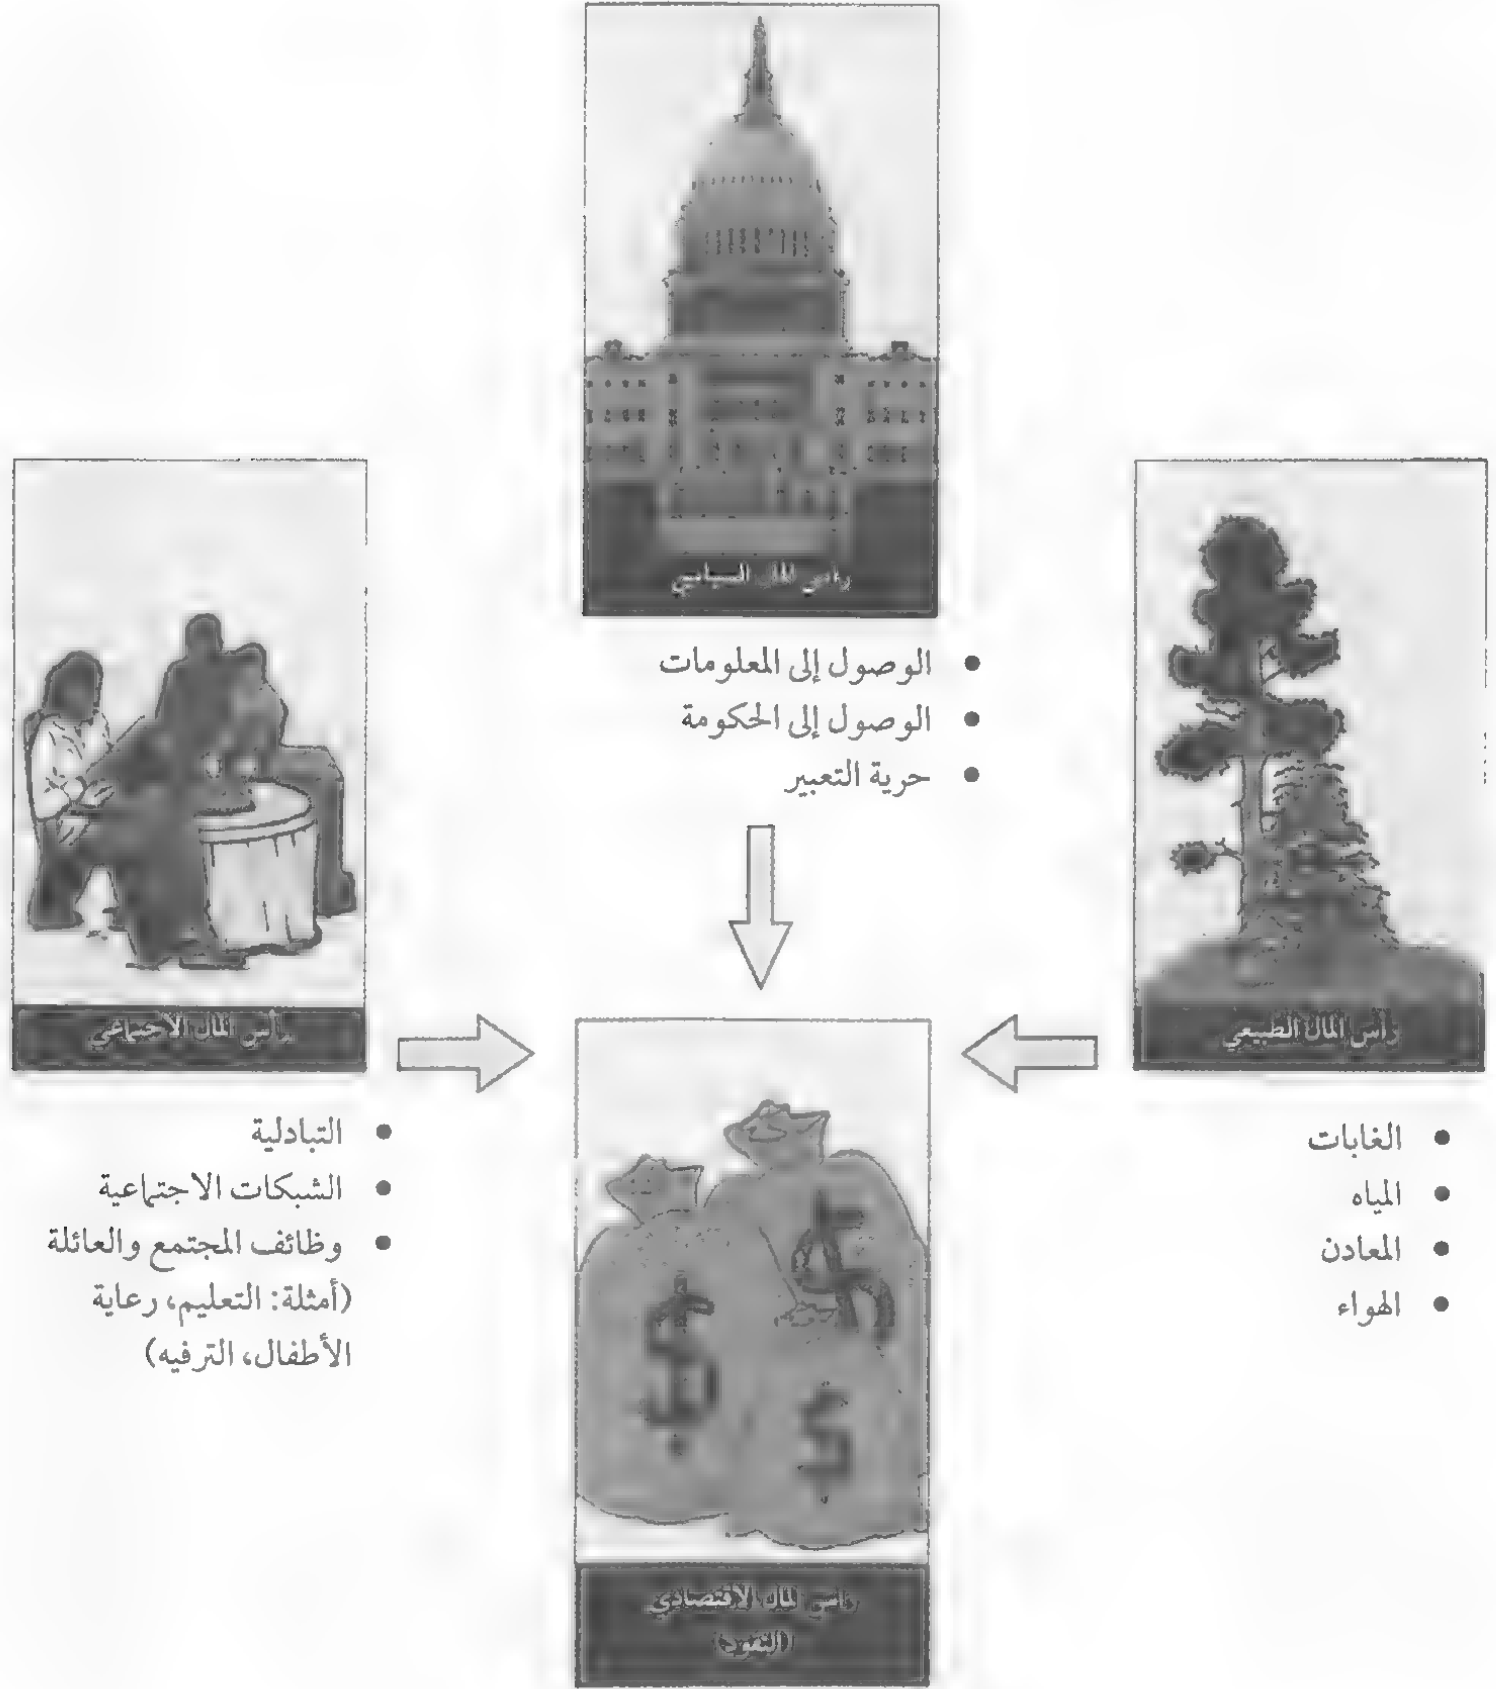 رأس المال السياسي
• الوصول إلى المعلومات
• الوصول إلى الحكومة
• حرية التعبير
رأس المال الطبيعي
• الغابات
• المياه
• المعادن
• الهواء
رأس المال الاجتماعي
• التبادلية
• الشبكات الاجتماعية
• وظائف المجتمع والعائلة
(أمثلة: التعليم، رعاية
الأطفال، الترفيه)
$
$
$
رأس المال الاقتصادي
(النقود)